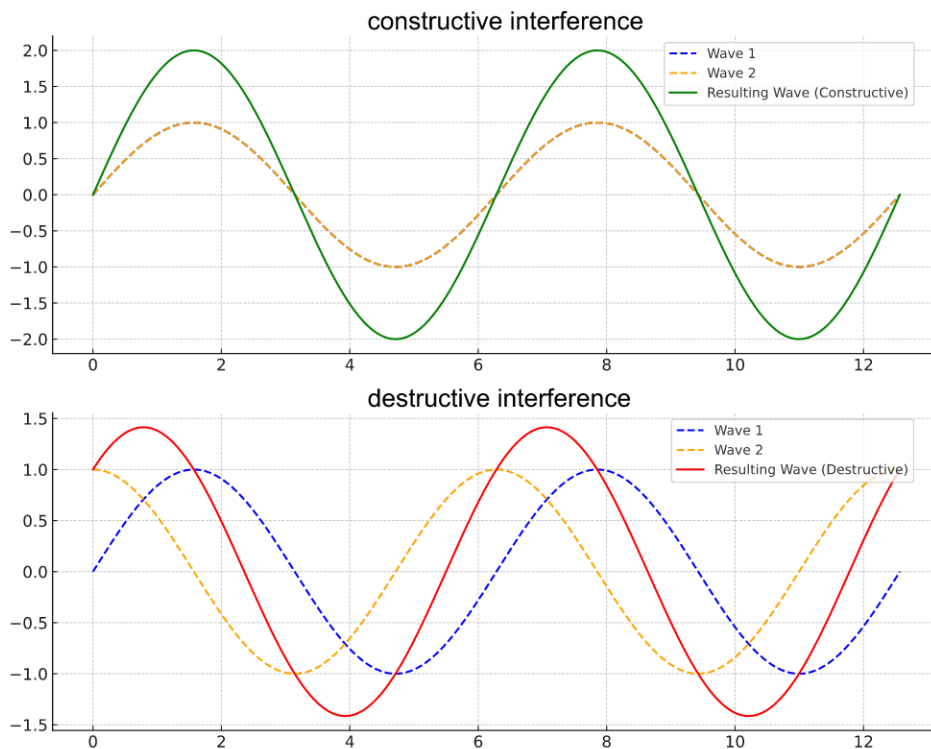 constructive interference
2.0
1.5
1.0
0.5
0.0
−0.5
−1.0
−1.5
−2.0
Wave 1
Wave 2
Resulting Wave (Constructive)
0 2 4 6 8 10 12
destructive interference
1.5
1.0
0.5
0.0
−0.5
−1.0
−1.5
Wave 1
Wave 2
Resulting Wave (Destructive)
0 2 4 6 8 10 12